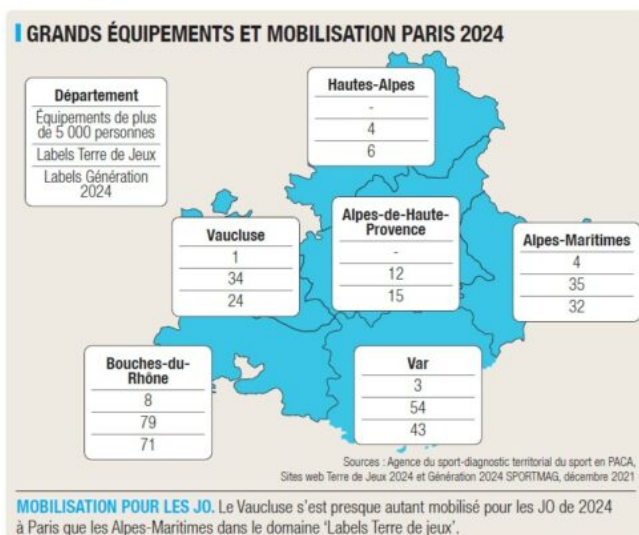 GRANDS ÉQUIPEMENTS ET MOBILISATION PARIS 2024
Département
Équipements de plus
de 5 000 personnes
Labels Terre de Jeux
Labels Génération
2024
Hautes-Alpes
-
4
6
Vaucluse
1
34
24
Alpes-de-Haute-
Provence
-
12
15
Alpes-Maritimes
4
35
32
Bouches-du-
Rhône
8
79
71
Var
3
54
43
Sources : Agence du sport-diagnostic territorial du sport en PACA,
Sites web Terre de Jeux 2024 et Génération 2024 SPORTMAG, décembre 2021
MOBILISATION POUR LES JO. Le Vaucluse s'est presque autant mobilisé pour les JO de 2024
à Paris que les Alpes-Maritimes dans le domaine ‘Labels Terre de jeux’.